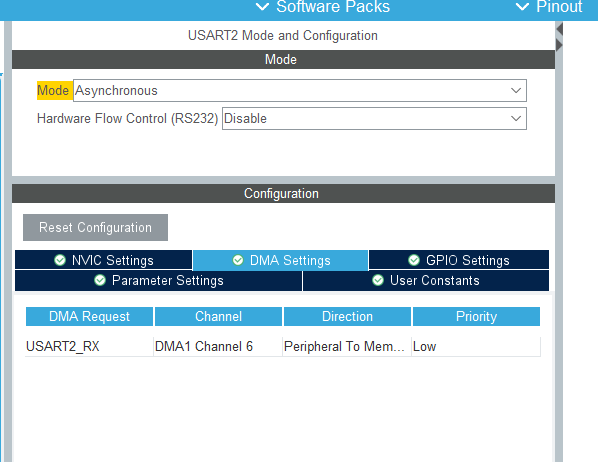 Software Packs Pinout
USART2 Mode and Configuration
Mode
Mode Asynchronous
Hardware Flow Control (RS232) Disable
Configuration
Reset Configuration
NVIC Settings DMA Settings GPIO Settings
Parameter Settings User Constants
DMA Request Channel Direction Priority
USART2_RX DMA1 Channel 6 Peripheral To Mem... Low